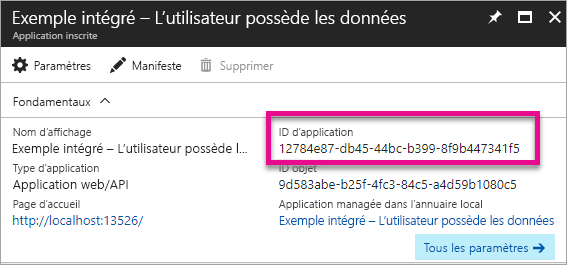 Exemple intégré – L’utilisateur possède les données
Application inscrite
Paramètres Manifeste Supprimer
Fondamentaux
Nom d’affichage
Exemple intégré – L’utilisateur possède l...
Type d’application
Application web/API
Page d’accueil
http://localhost:13526/
ID d’application
12784e87-db45-44bc-b399-8f9b447341f5
ID objet
9d583abe-b25f-4fc3-84c5-a4d59b1080c5
Application managée dans l’annuaire local
Exemple intégré – L’utilisateur possède les données
Tous les paramètres